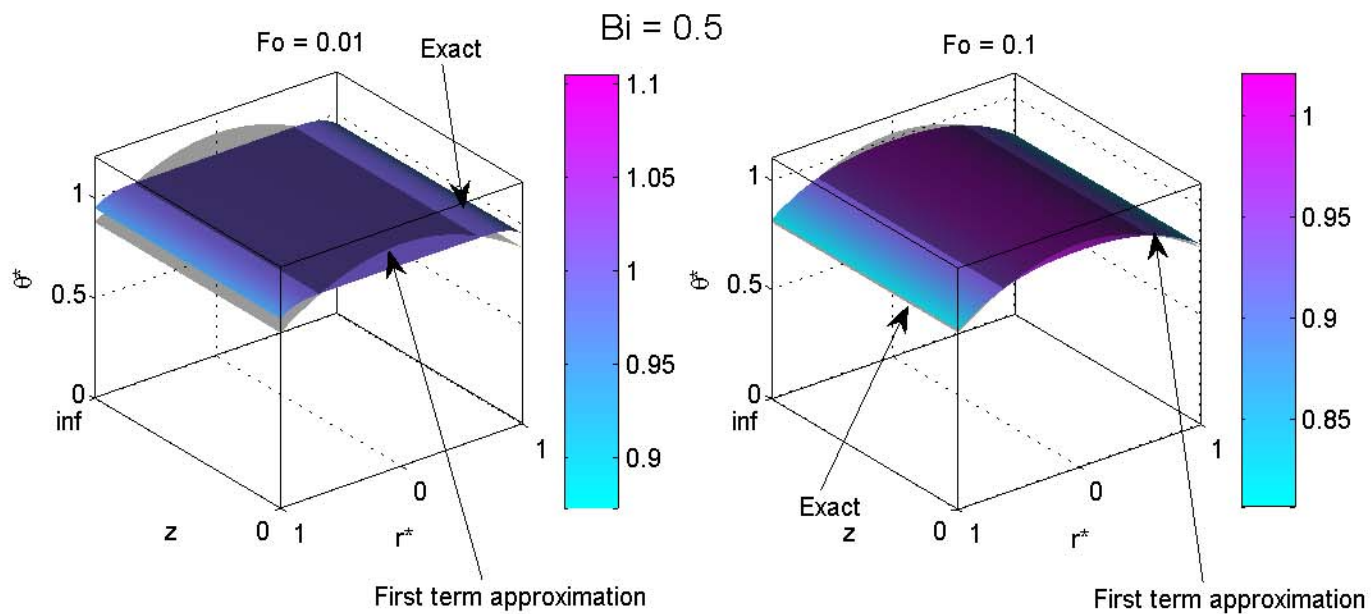 Bi = 0.5
Fo = 0.01
Exact
1
0.5
0
θ*
inf
z
0
1
r*
0
1
First term approximation
1.1
1.05
1
0.95
0.9
Fo = 0.1
1
0.5
0
θ*
inf
Exact
z
0
1
r*
0
1
First term approximation
1
0.95
0.9
0.85